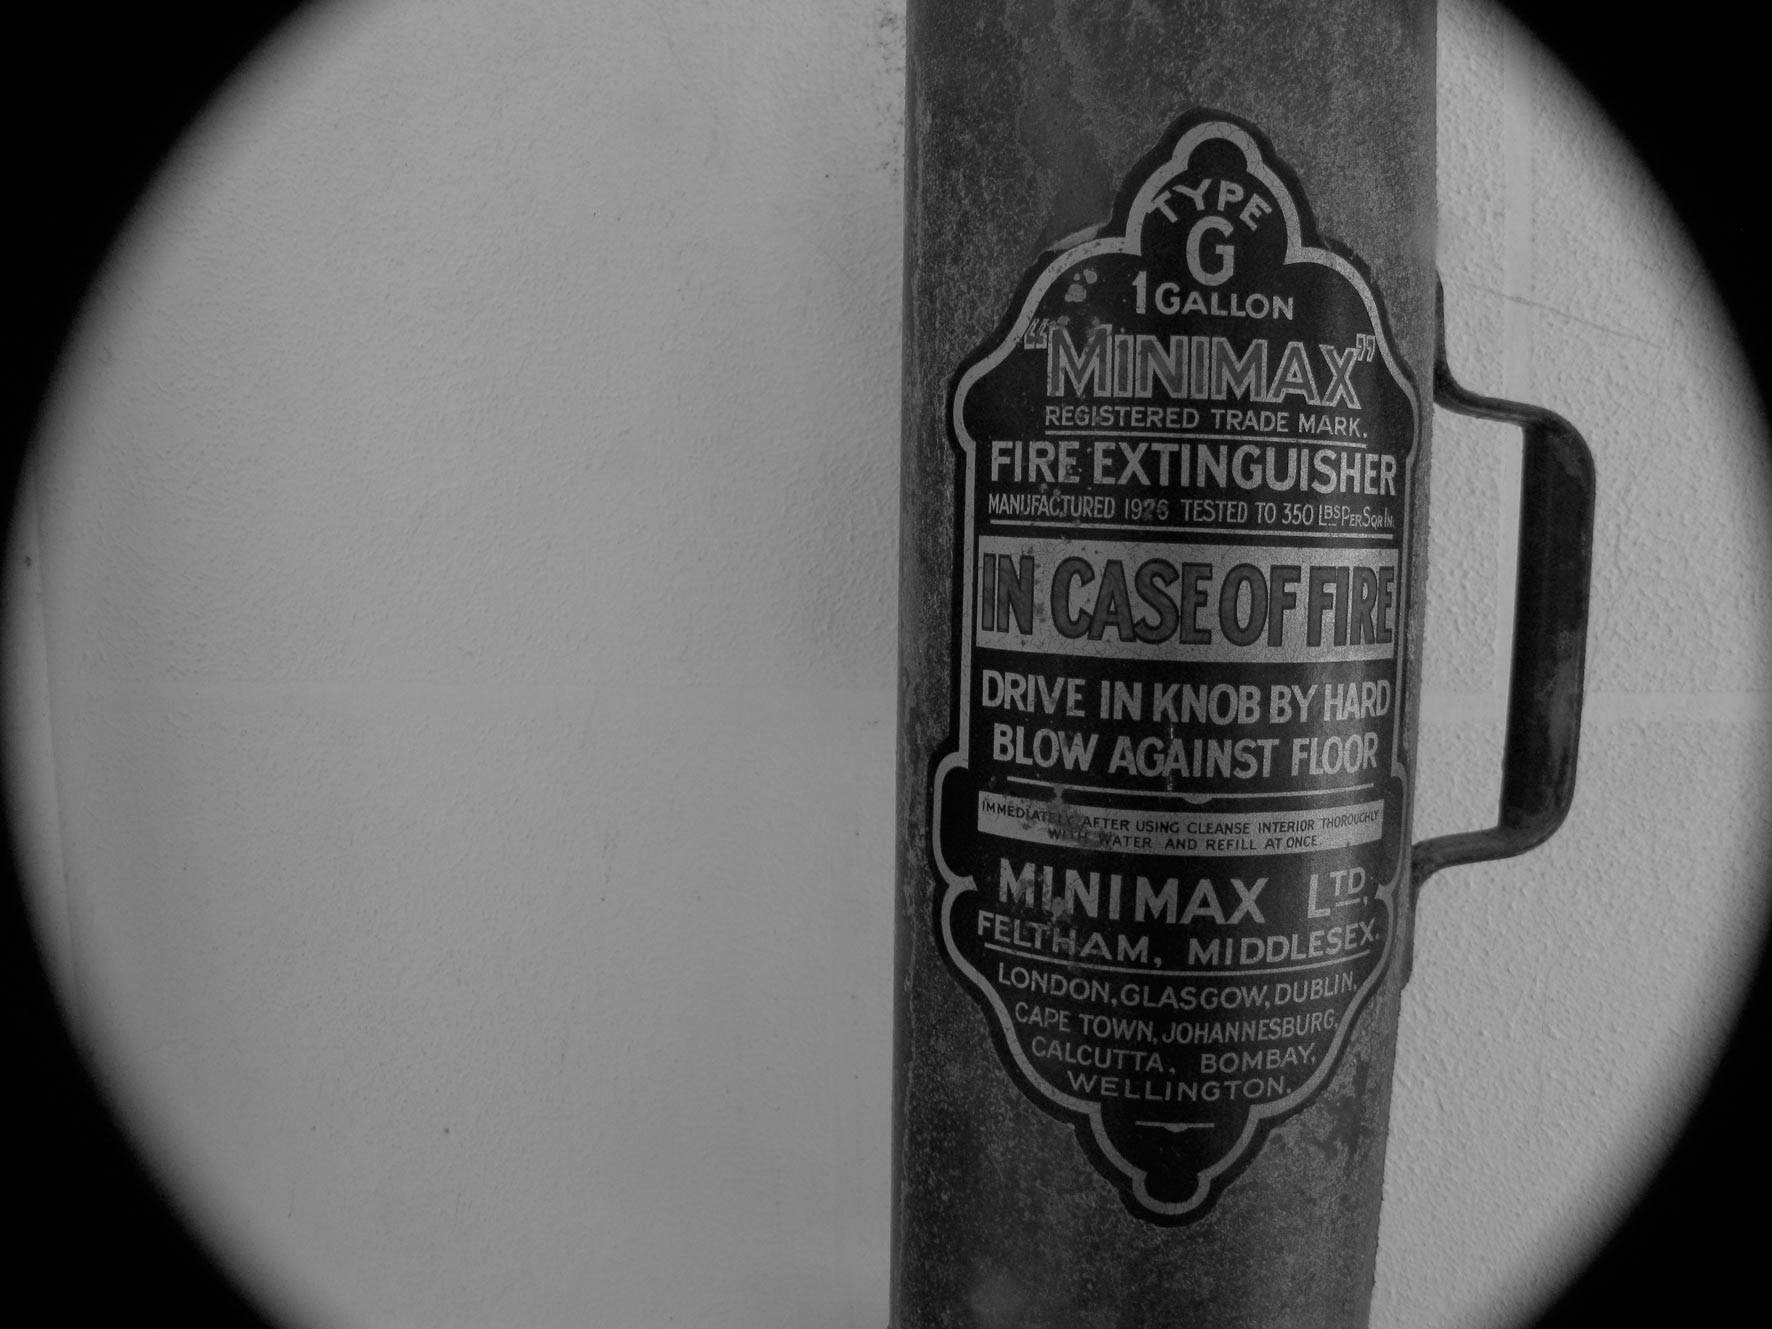 TYPE
G
1 GALLON
"MINIMAX"
REGISTERED TRADE MARK.
FIRE EXTINGUISHER
MANUFACTURED 1926 TESTED TO 350 LBS PER SQR IN.
IN CASE OF FIRE
DRIVE IN KNOB BY HARD
BLOW AGAINST FLOOR
IMMEDIATELY AFTER USING CLEANSE INTERIOR THOROUGHLY
WITH WATER AND REFILL AT ONCE.
MINIMAX LTD.
FELTHAM, MIDDLESEX.
LONDON, GLASGOW, DUBLIN,
CAPE TOWN, JOHANNESBURG,
CALCUTTA, BOMBAY,
WELLINGTON.